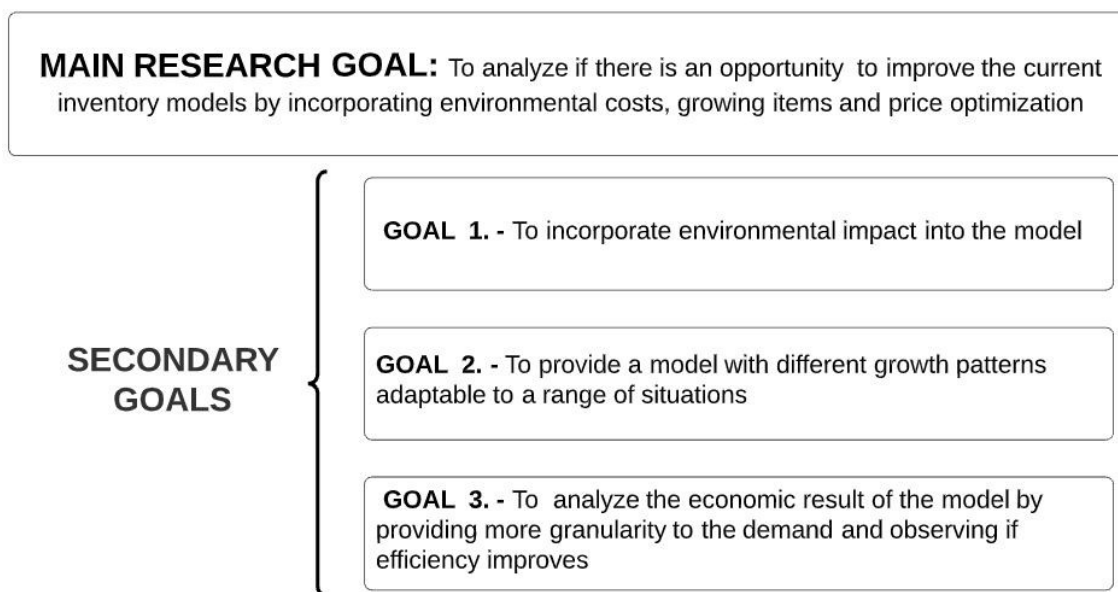 MAIN RESEARCH GOAL: To analyze if there is an opportunity to improve the current
inventory models by incorporating environmental costs, growing items and price optimization
GOAL 1. - To incorporate environmental impact into the model
SECONDARY
GOALS
GOAL 2. - To provide a model with different growth patterns
adaptable to a range of situations
GOAL 3. - To analyze the economic result of the model by
providing more granularity to the demand and observing if
efficiency improves